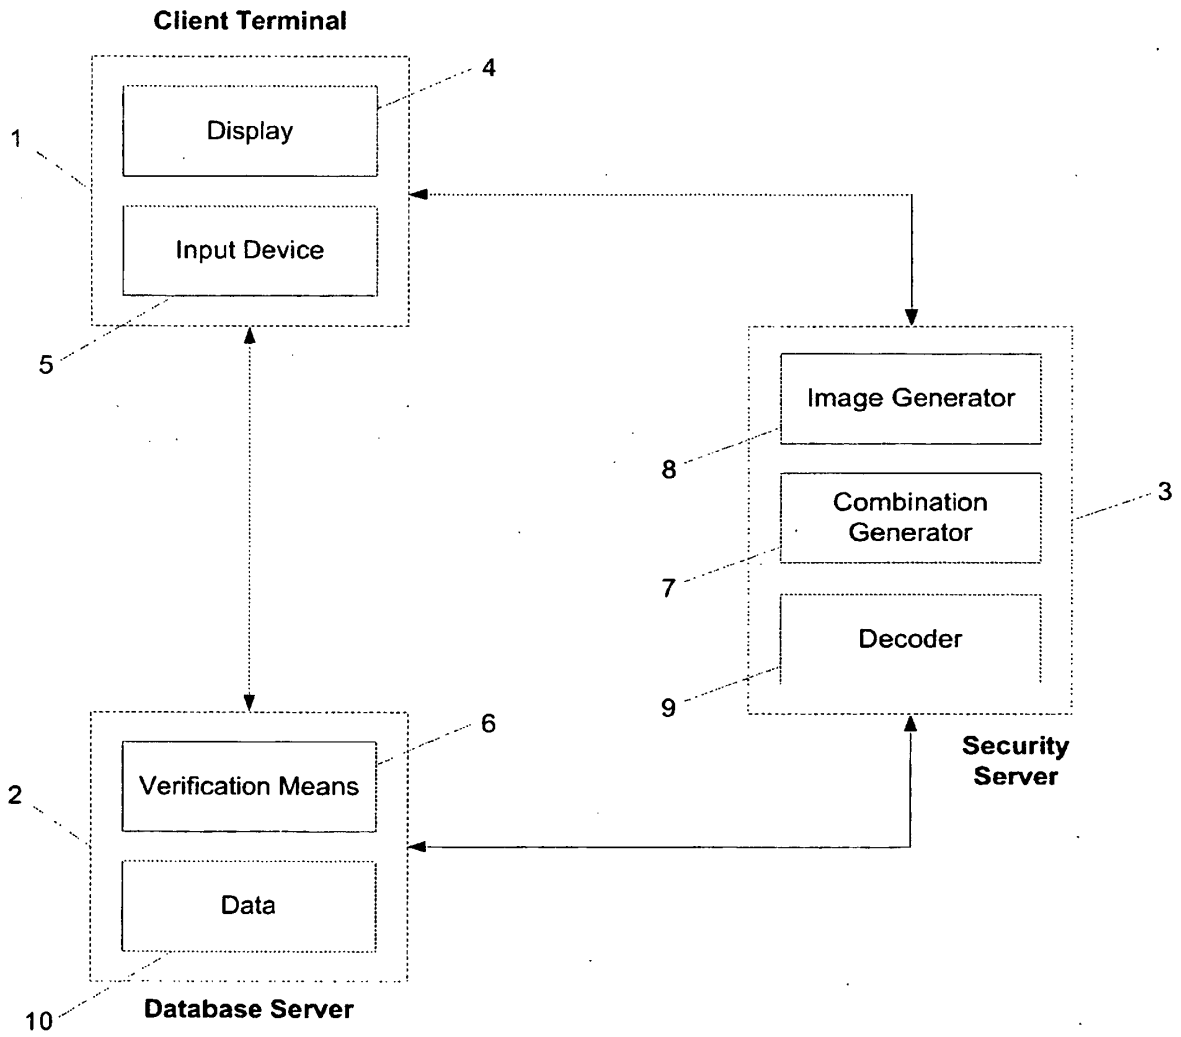 Client Terminal
4
Display
1
Input Device
5
Image Generator
8
3
Combination
Generator
7
Decoder
9
6
Security
Server
Verification Means
2
Data
Database Server
10